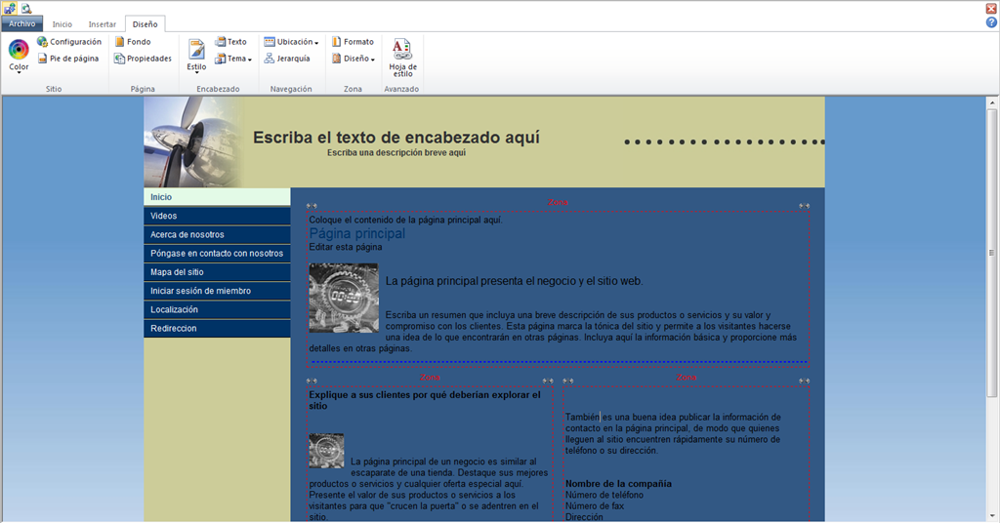 Archivo Inicio Insertar Diseño
Color
Configuración
Pie de página
Sitio
Fondo
Propiedades
Página
Estilo
Texto
Tema
Encabezado
Ubicación
Jerarquía
Navegación
Formato
Diseño
Zona
Hoja de
estilo
Avanzado
Escriba el texto de encabezado aquí
Escriba una descripción breve aquí
Inicio
Videos
Acerca de nosotros
Póngase en contacto con nosotros
Mapa del sitio
Iniciar sesión de miembro
Localización
Redireccion
Zona
Coloque el contenido de la página principal aquí.
Página principal
Editar esta página
La página principal presenta el negocio y el sitio web.
Escriba un resumen que incluya una breve descripción de sus productos o servicios y su valor y
compromiso con los clientes. Esta página marca la tónica del sitio y permite a los visitantes hacerse
una idea de lo que encontrarán en otras páginas. Incluya aquí la información básica y proporcione más
detalles en otras páginas.
Zona
Explique a sus clientes por qué deberían explorar el
sitio
La página principal de un negocio es similar al
escaparate de una tienda. Destaque sus mejores
productos o servicios y cualquier oferta especial aquí.
Presente el valor de sus productos o servicios a los
visitantes para que "crucen la puerta" o se adentren en el
sitio
Zona
También es una buena idea publicar la información de
contacto en la página principal, de modo que quienes
lleguen al sitio encuentren rápidamente su número de
teléfono o su dirección.
Nombre de la compañía
Número de teléfono
Número de fax
Dirección